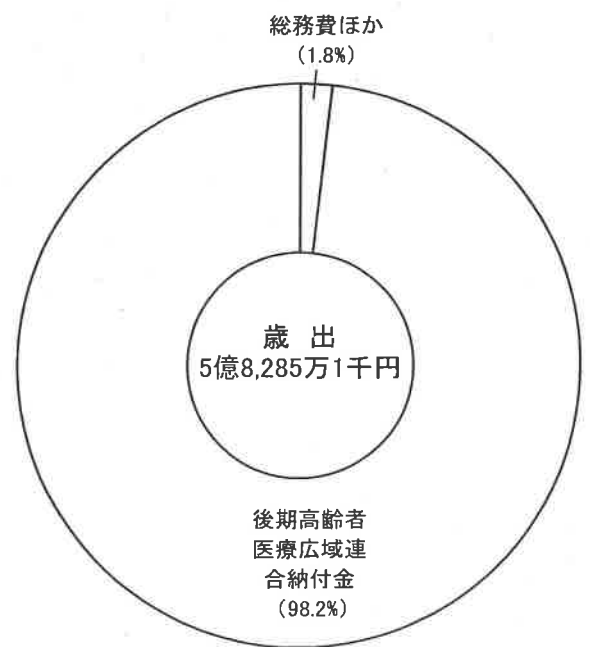 総務費ほか
(1.8%)
歳 出
5億8,285万1千円
後期高齢者
医療広域連
合納付金
(98.2%)